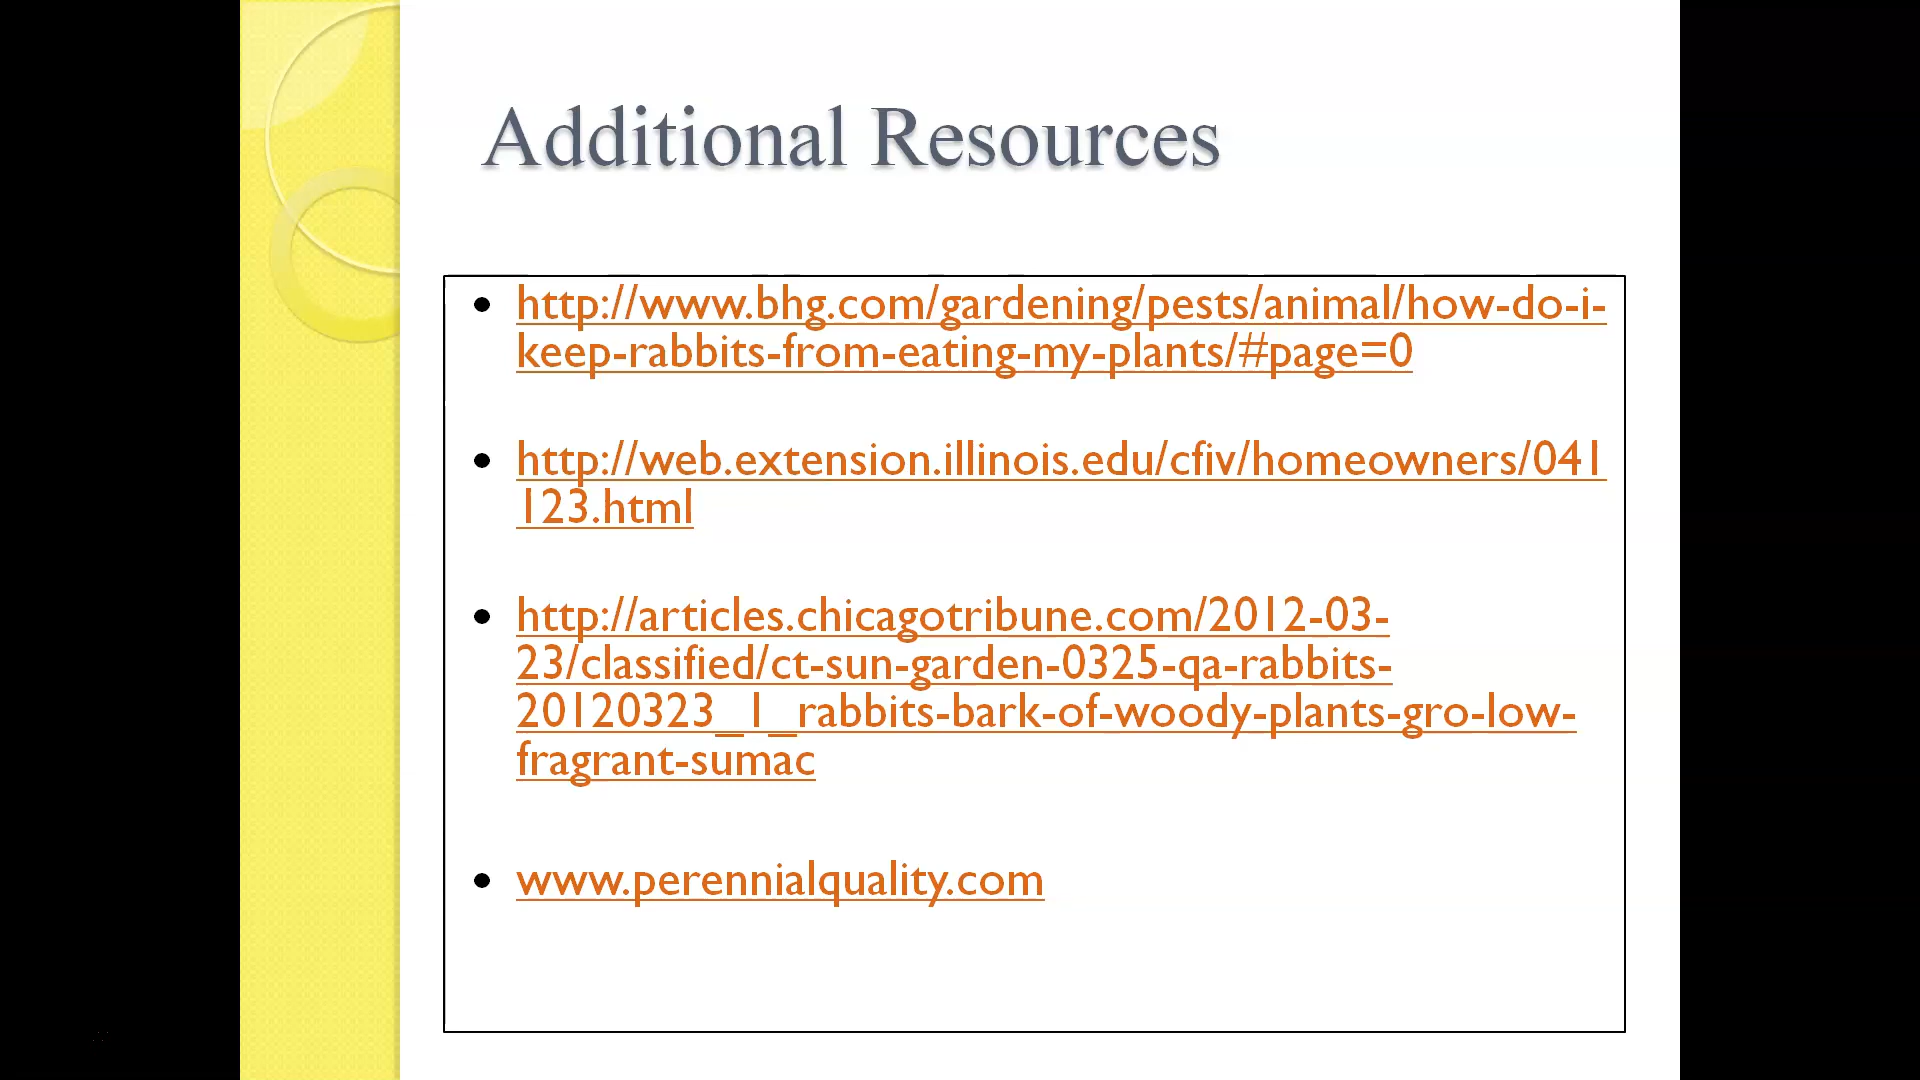 Additional Resources
• http://www.bhg.com/gardening/pests/animal/how-do-i-
keep-rabbits-from-eating-my-plants/#page=0
• http://web.extension.illinois.edu/cfiv/homeowners/041
123.html
• http://articles.chicagotribune.com/2012-03-
23/classified/ct-sun-garden-0325-qa-rabbits-
20120323_1_rabbits-bark-of-woody-plants-gro-low-
fragrant-sumac
• www.perennialquality.com